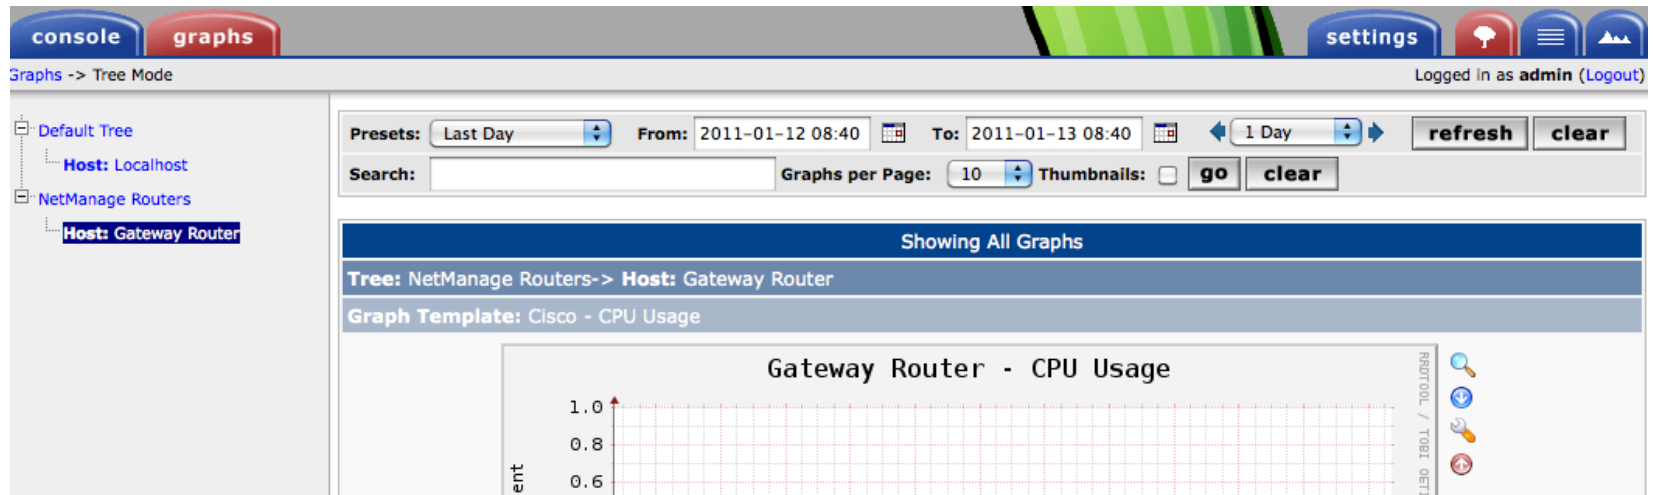 console graphs settings
Graphs -> Tree Mode Logged in as admin (Logout)
Default Tree
Host: Localhost
NetManage Routers
Host: Gateway Router
Presets: Last Day From: 2011-01-12 08:40 To: 2011-01-13 08:40 1 Day refresh clear
Search: Graphs per Page: 10 Thumbnails: go clear
Showing All Graphs
Tree: NetManage Routers-> Host: Gateway Router
Graph Template: Cisco - CPU Usage
Gateway Router - CPU Usage
1.0
0.8
0.6
RRDTOOL / TOBI